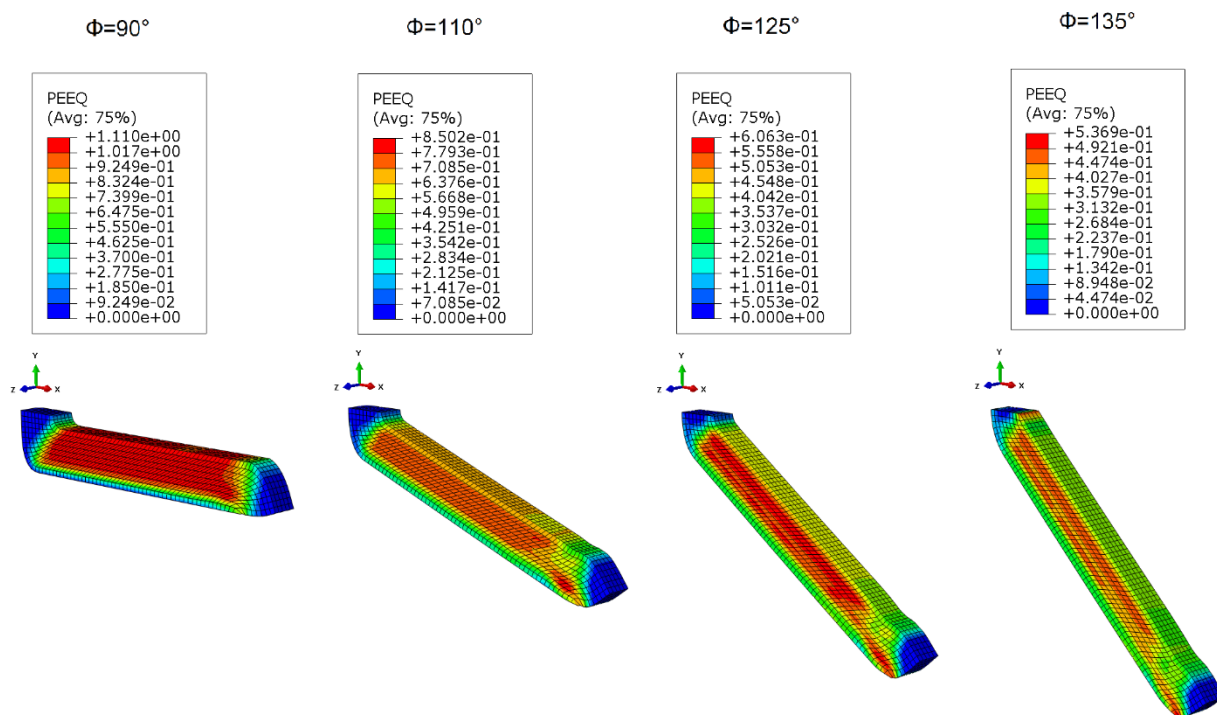 Φ=90°
Φ=110°
Φ=125°
Φ=135°
PEEQ
(Avg: 75%)
+1.110e+00
+1.017e+00
+9.249e-01
+8.324e-01
+7.399e-01
+6.475e-01
+5.550e-01
+4.625e-01
+3.700e-01
+2.775e-01
+1.850e-01
+9.249e-02
+0.000e+00
PEEQ
(Avg: 75%)
+8.502e-01
+7.793e-01
+7.085e-01
+6.376e-01
+5.668e-01
+4.959e-01
+4.251e-01
+3.542e-01
+2.834e-01
+2.125e-01
+1.417e-01
+7.085e-02
+0.000e+00
PEEQ
(Avg: 75%)
+6.063e-01
+5.558e-01
+5.053e-01
+4.548e-01
+4.042e-01
+3.537e-01
+3.032e-01
+2.526e-01
+2.021e-01
+1.516e-01
+1.011e-01
+5.053e-02
+0.000e+00
PEEQ
(Avg: 75%)
+5.369e-01
+4.921e-01
+4.474e-01
+4.027e-01
+3.579e-01
+3.132e-01
+2.684e-01
+2.237e-01
+1.790e-01
+1.342e-01
+8.948e-02
+4.474e-02
+0.000e+00
Y
Z X
Y
Z X
Y
Z X
Y
Z X